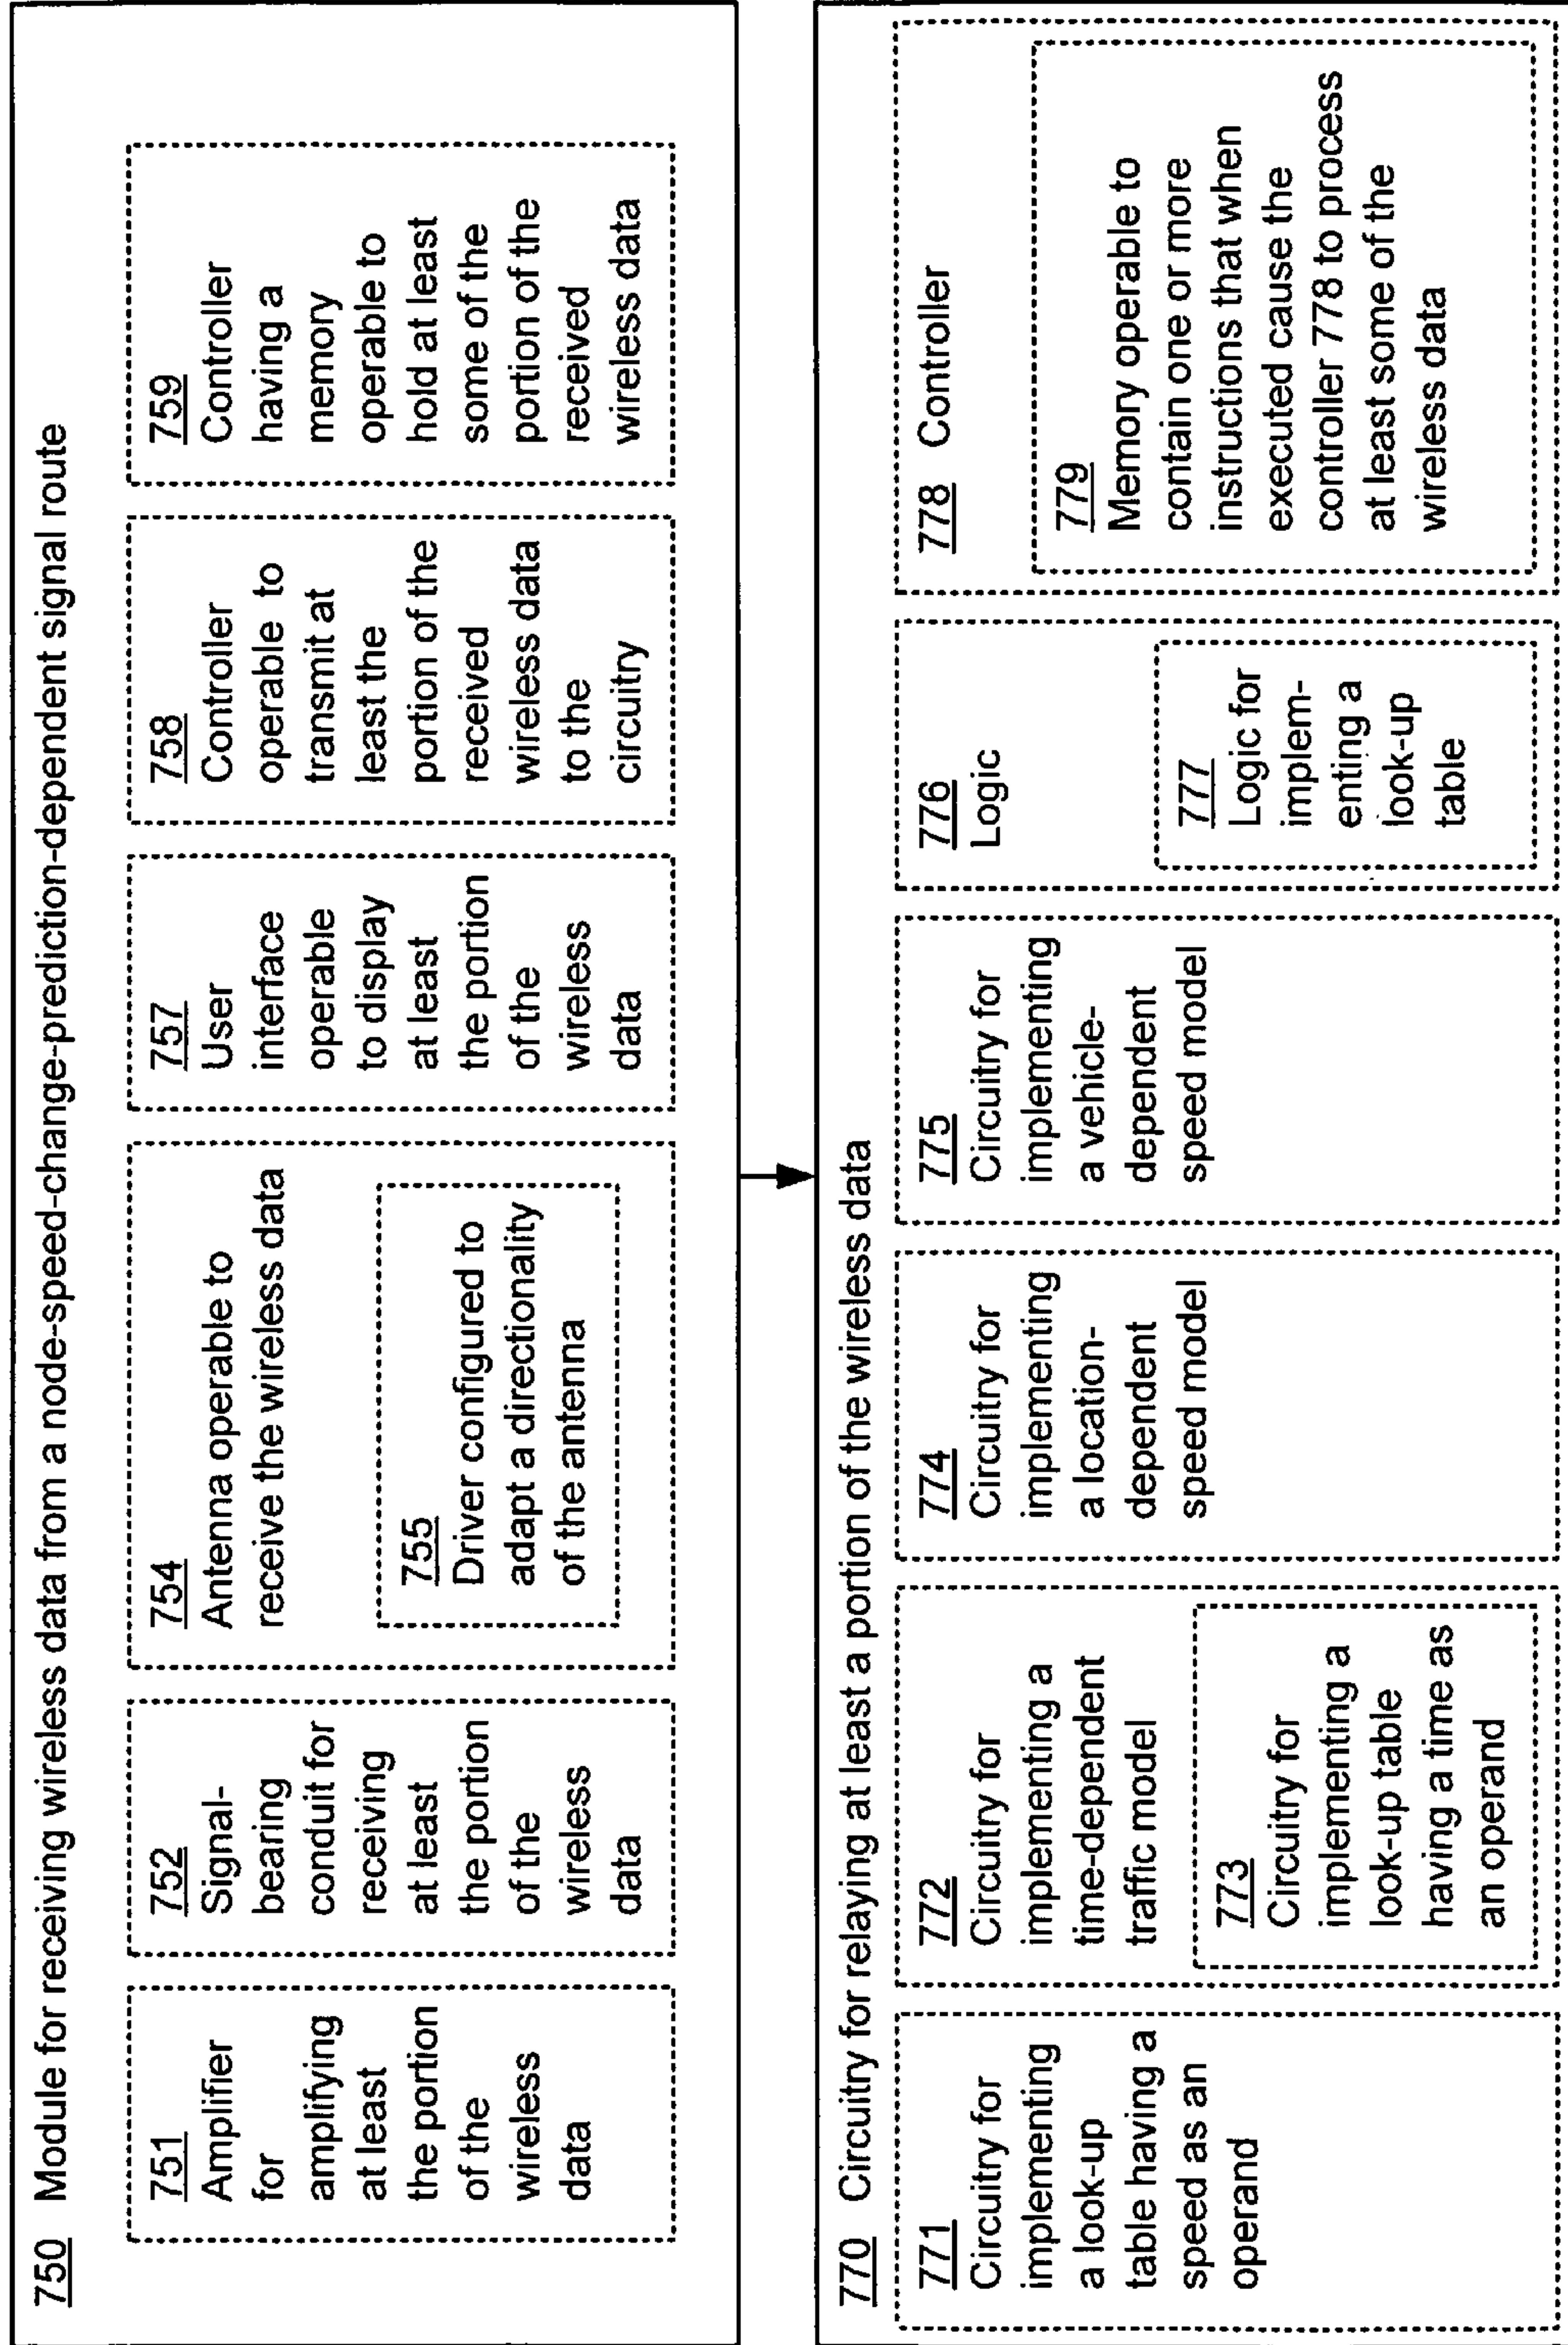 750 Module for receiving wireless data from a node-speed-change-prediction-dependent signal route
751
Amplifier
for
amplifying
at least
the portion
of the
wireless
data
752
Signal-
bearing
conduit for
receiving
at least
the portion
of the
wireless
data
754
Antenna operable to
receive the wireless data
755
Driver configured to
adapt a directionality
of the antenna
757
User
interface
operable
to display
at least
the portion
of the
wireless
data
758
Controller
operable to
transmit at
least the
portion of the
received
wireless data
to the
circuitry
759
Controller
having a
memory
operable to
hold at least
some of the
portion of the
received
wireless data
770 Circuitry for relaying at least a portion of the wireless data
771
Circuitry for
implementing
a look-up
table having a
speed as an
operand
772
Circuitry for
implementing a
time-dependent
traffic model
773
Circuitry for
implementing a
look-up table
having a time as
an operand
774
Circuitry for
implementing
a location-
dependent
speed model
775
Circuitry for
implementing
a vehicle-
dependent
speed model
776
Logic
777
Logic for
implem-
enting a
look-up
table
778 Controller
779
Memory operable to
contain one or more
instructions that when
executed cause the
controller 778 to process
at least some of the
wireless data